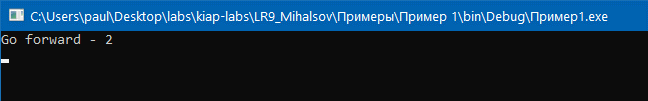 C:\Users\paul\Desktop\labs\kiap-labs\LR9_Mihalsov\Примеры\Пример 1\bin\Debug\Пример1.exe
Go forward - 2